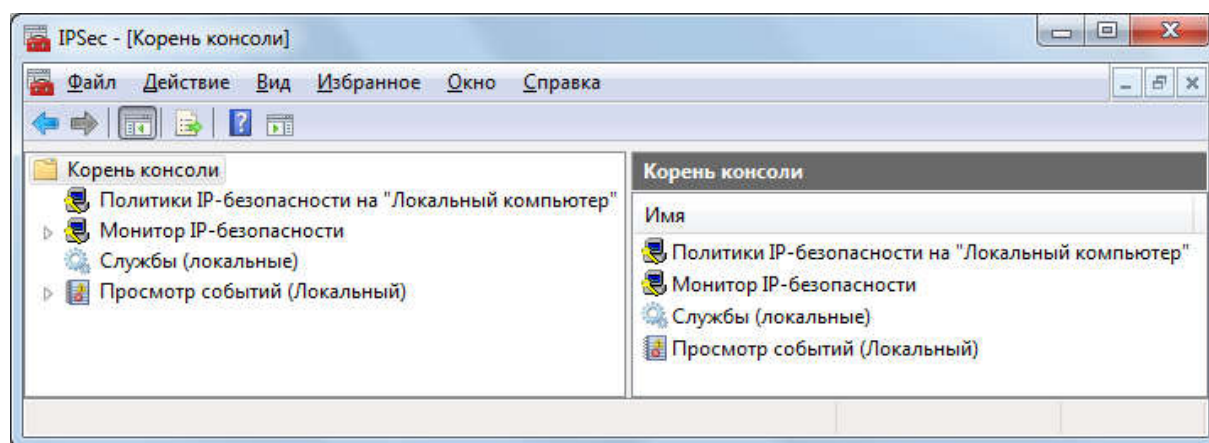 IPSec - [Корень консоли]
Файл Действие Вид Избранное Окно Справка
Корень консоли
Политики IP-безопасности на "Локальный компьютер"
Монитор IP-безопасности
Службы (локальные)
Просмотр событий (Локальный)
Корень консоли
Имя
Политики IP-безопасности на "Локальный компьютер"
Монитор IP-безопасности
Службы (локальные)
Просмотр событий (Локальный)